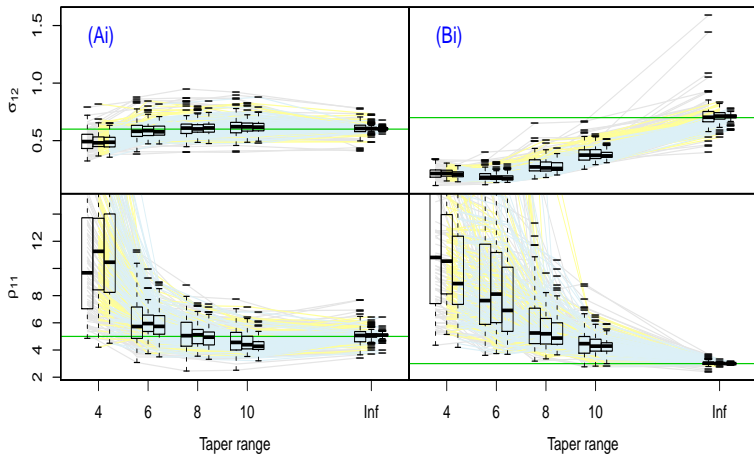 (Ai) (Bi)
σ12
0.5 1.0 1.5
ρ11
2 4 6 8 12
4 6 8 10 Inf 4 6 8 10 Inf
Taper range Taper range